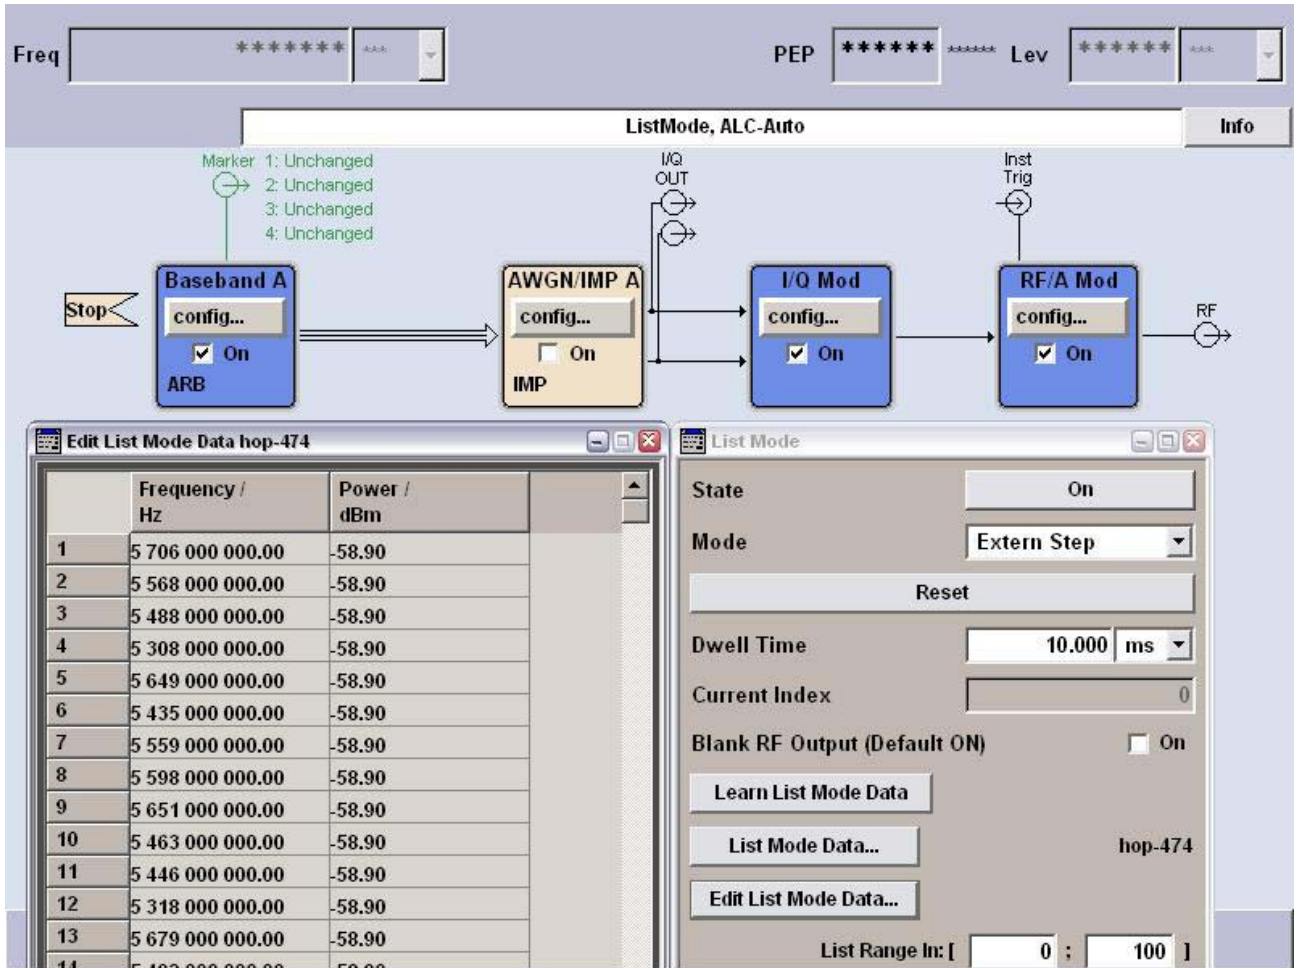 Freq ******* *** PEP ****** ****** Lev ****** ***
ListMode, ALC-Auto Info
Marker 1: Unchanged
2: Unchanged
3: Unchanged
4: Unchanged
I/Q
OUT
Inst
Trig
Stop
Baseband A
config...
On
ARB
AWGN/IMP A
config...
On
IMP
I/Q Mod
config...
On
RF/A Mod
config...
On
RF
Edit List Mode Data hop-474
Frequency / Hz Power / dBm
1 5 706 000 000.00 -58.90
2 5 568 000 000.00 -58.90
3 5 488 000 000.00 -58.90
4 5 308 000 000.00 -58.90
5 5 649 000 000.00 -58.90
6 5 435 000 000.00 -58.90
7 5 559 000 000.00 -58.90
8 5 598 000 000.00 -58.90
9 5 651 000 000.00 -58.90
10 5 463 000 000.00 -58.90
11 5 446 000 000.00 -58.90
12 5 318 000 000.00 -58.90
13 5 679 000 000.00 -58.90
List Mode
State On
Mode Extern Step
Reset
Dwell Time 10.000 ms
Current Index 0
Blank RF Output (Default ON) On
Learn List Mode Data
List Mode Data... hop-474
Edit List Mode Data...
List Range In: [ 0 ; 100 ]